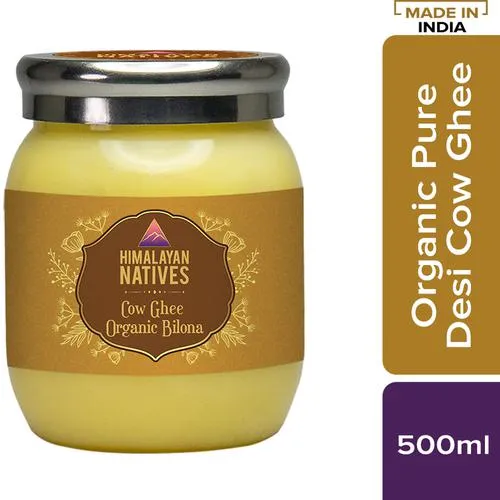 MADE IN
INDIA
HIMALAYAN
NATIVES
Cow Ghee
Organic Bilona
Organic Pure
Desi Cow Ghee
500ml